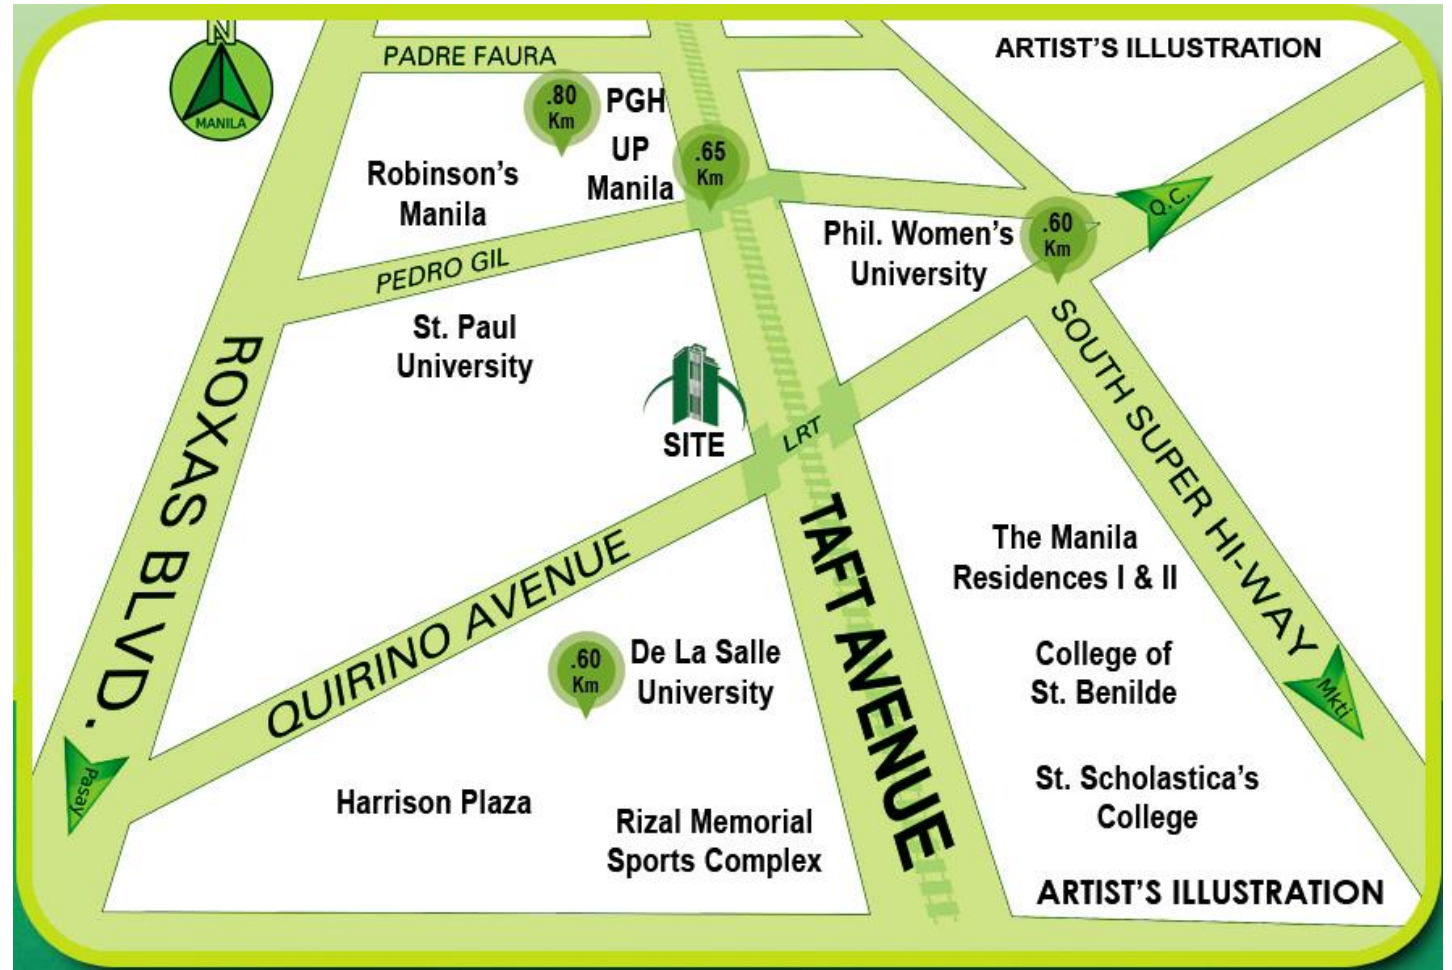 N
MANILA
PADRE FAURA
ARTIST'S ILLUSTRATION
.80
Km
PGH
UP
Manila
.65
Km
Robinson's
Manila
Q.C.
Phil. Women's
University
.60
Km
PEDRO GIL
St. Paul
University
SITE
LRT
ROXAS BLVD.
SOUTH SUPER HI-WAY
TAFT AVENUE
QUIRINO AVENUE
The Manila
Residences I & II
.60
Km
De La Salle
University
College of
St. Benilde
Mkti
Pasay
Harrison Plaza
Rizal Memorial
Sports Complex
St. Scholastica's
College
ARTIST'S ILLUSTRATION